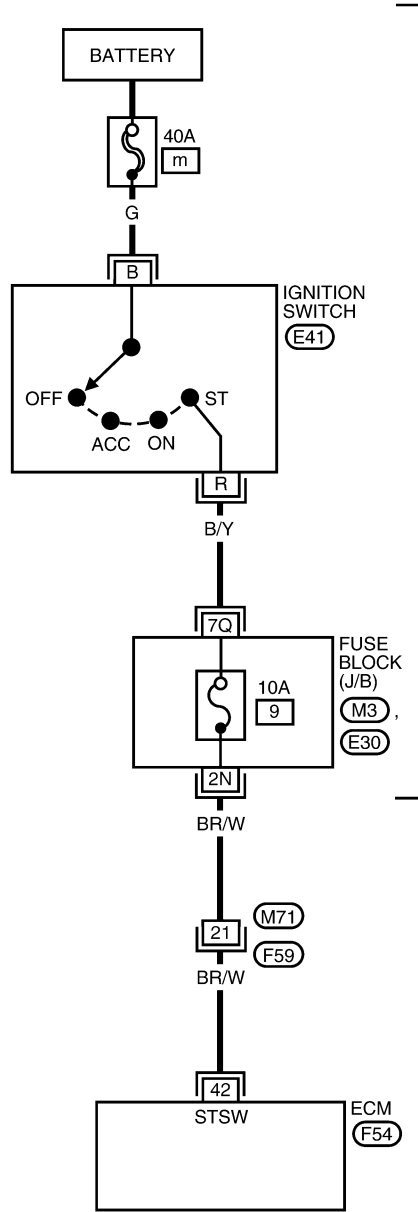 BATTERY
40A
m
G
B
IGNITION
SWITCH
E41
OFF
ST
ACC
ON
R
B/Y
7Q
FUSE
BLOCK
(J/B)
10A
9
M3 ,
E30
2N
BR/W
M71
21
F59
BR/W
42
STSW
ECM
F54